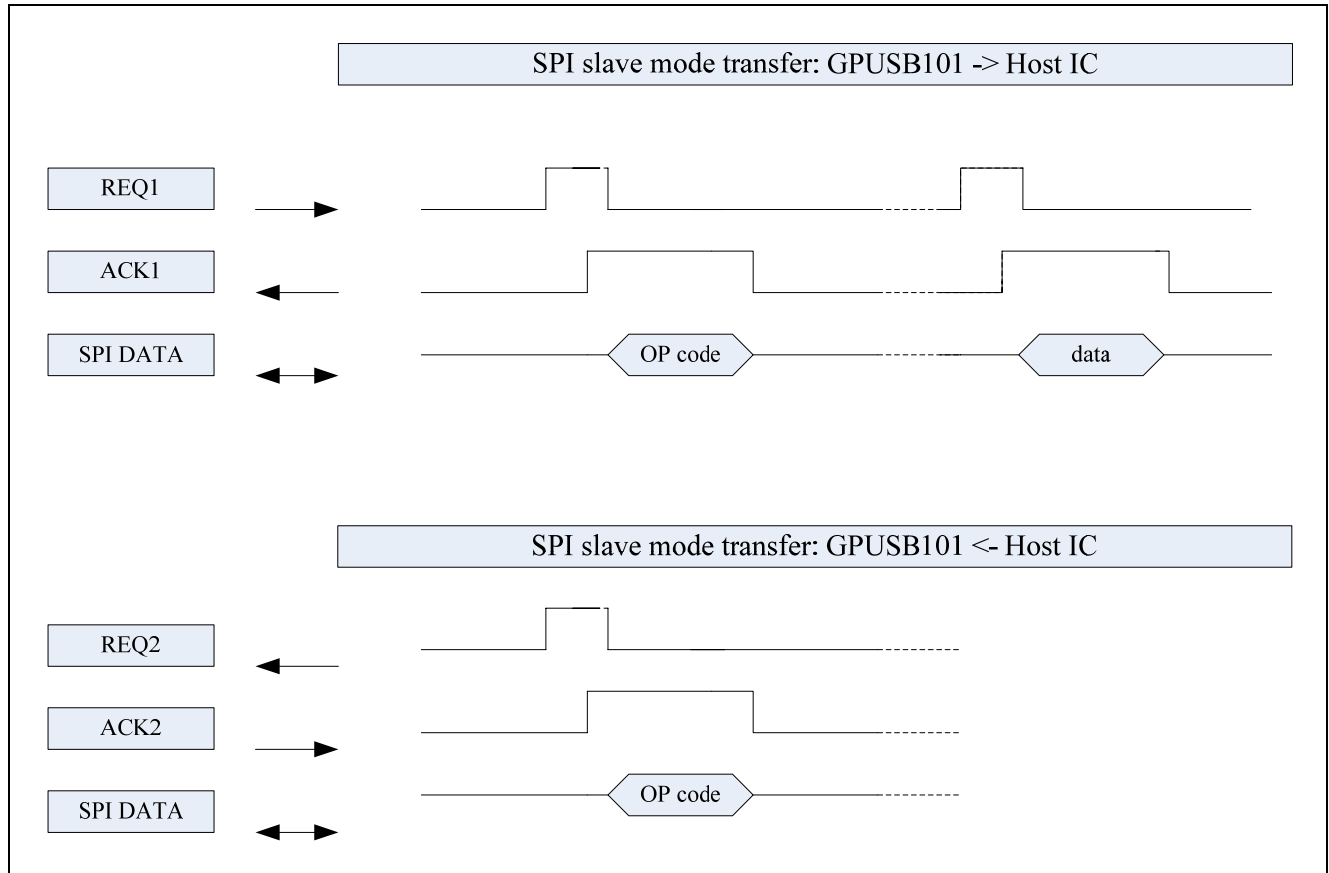 SPI slave mode transfer: GPUSB101 -> Host IC
REQ1
ACK1
SPI DATA
OP code
data
SPI slave mode transfer: GPUSB101 <- Host IC
REQ2
ACK2
SPI DATA
OP code